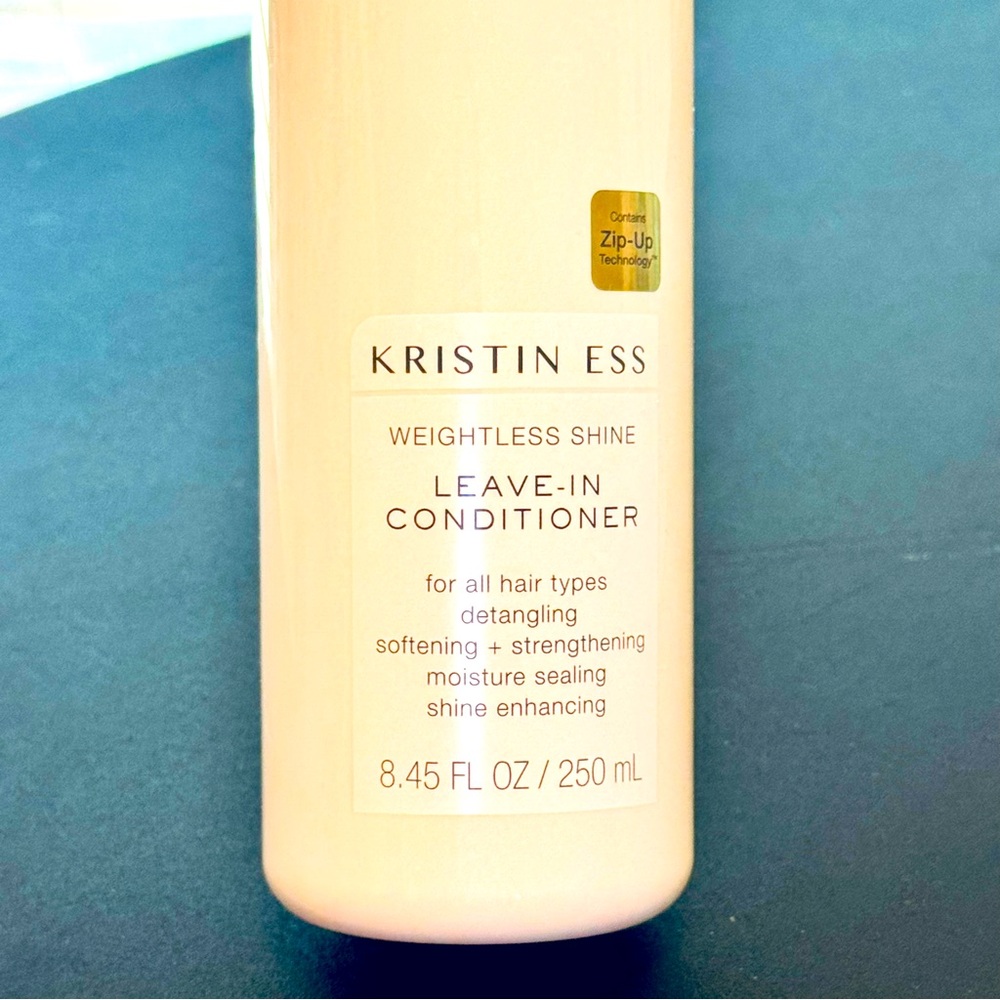 Contains
Zip-Up
Technology™
KRISTIN ESS
WEIGHTLESS SHINE
LEAVE-IN
CONDITIONER
for all hair types
detangling
softening + strengthening
moisture sealing
shine enhancing
8.45 FL OZ / 250 mL